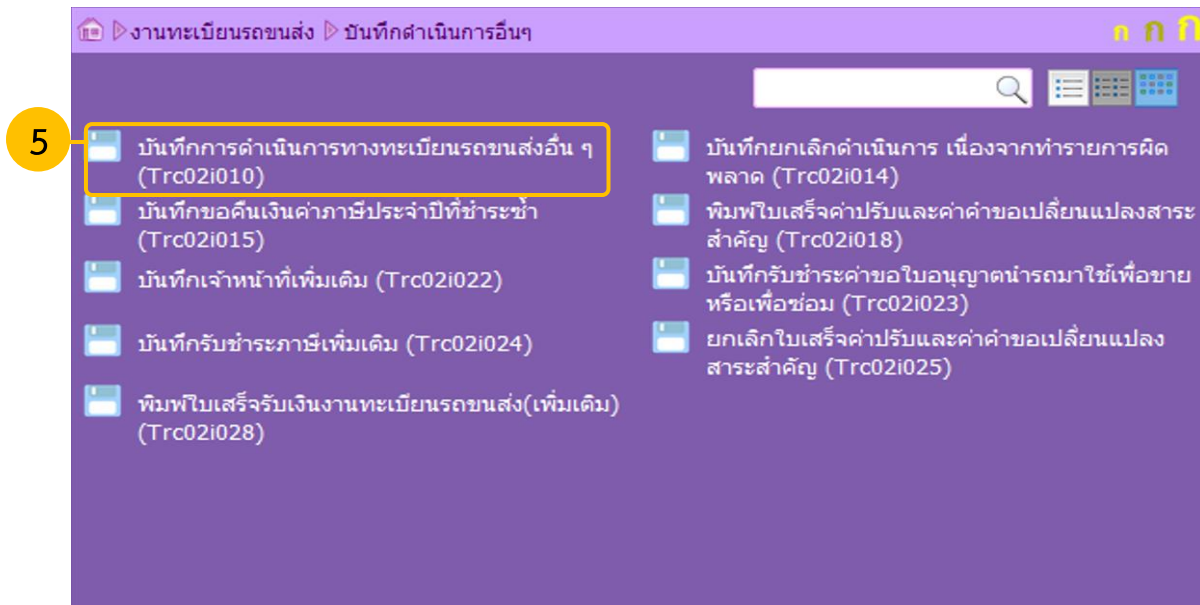 งานทะเบียนรถขนส่ง บันทึกดำเนินการอื่นๆ
ก ก ก
5
บันทึกการดำเนินการทางทะเบียนรถขนส่งอื่น ๆ
(Trc02i010)
บันทึกยกเลิกดำเนินการ เนื่องจากทำรายการผิด
พลาด (Trc02i014)
บันทึกขอคืนเงินค่าภาษีประจำปีที่ชำระซ้ำ
(Trc02i015)
พิมพ์ใบเสร็จค่าปรับและค่าคำขอเปลี่ยนแปลงสาระ
สำคัญ (Trc02i018)
บันทึกเจ้าหน้าที่เพิ่มเติม (Trc02i022)
บันทึกรับชำระค่าขอใบอนุญาตนำรถมาใช้เพื่อขาย
หรือเพื่อซ่อม (Trc02i023)
บันทึกรับชำระภาษีเพิ่มเติม (Trc02i024)
ยกเลิกใบเสร็จค่าปรับและค่าคำขอเปลี่ยนแปลง
สาระสำคัญ (Trc02i025)
พิมพ์ใบเสร็จรับเงินงานทะเบียนรถขนส่ง(เพิ่มเติม)
(Trc02i028)